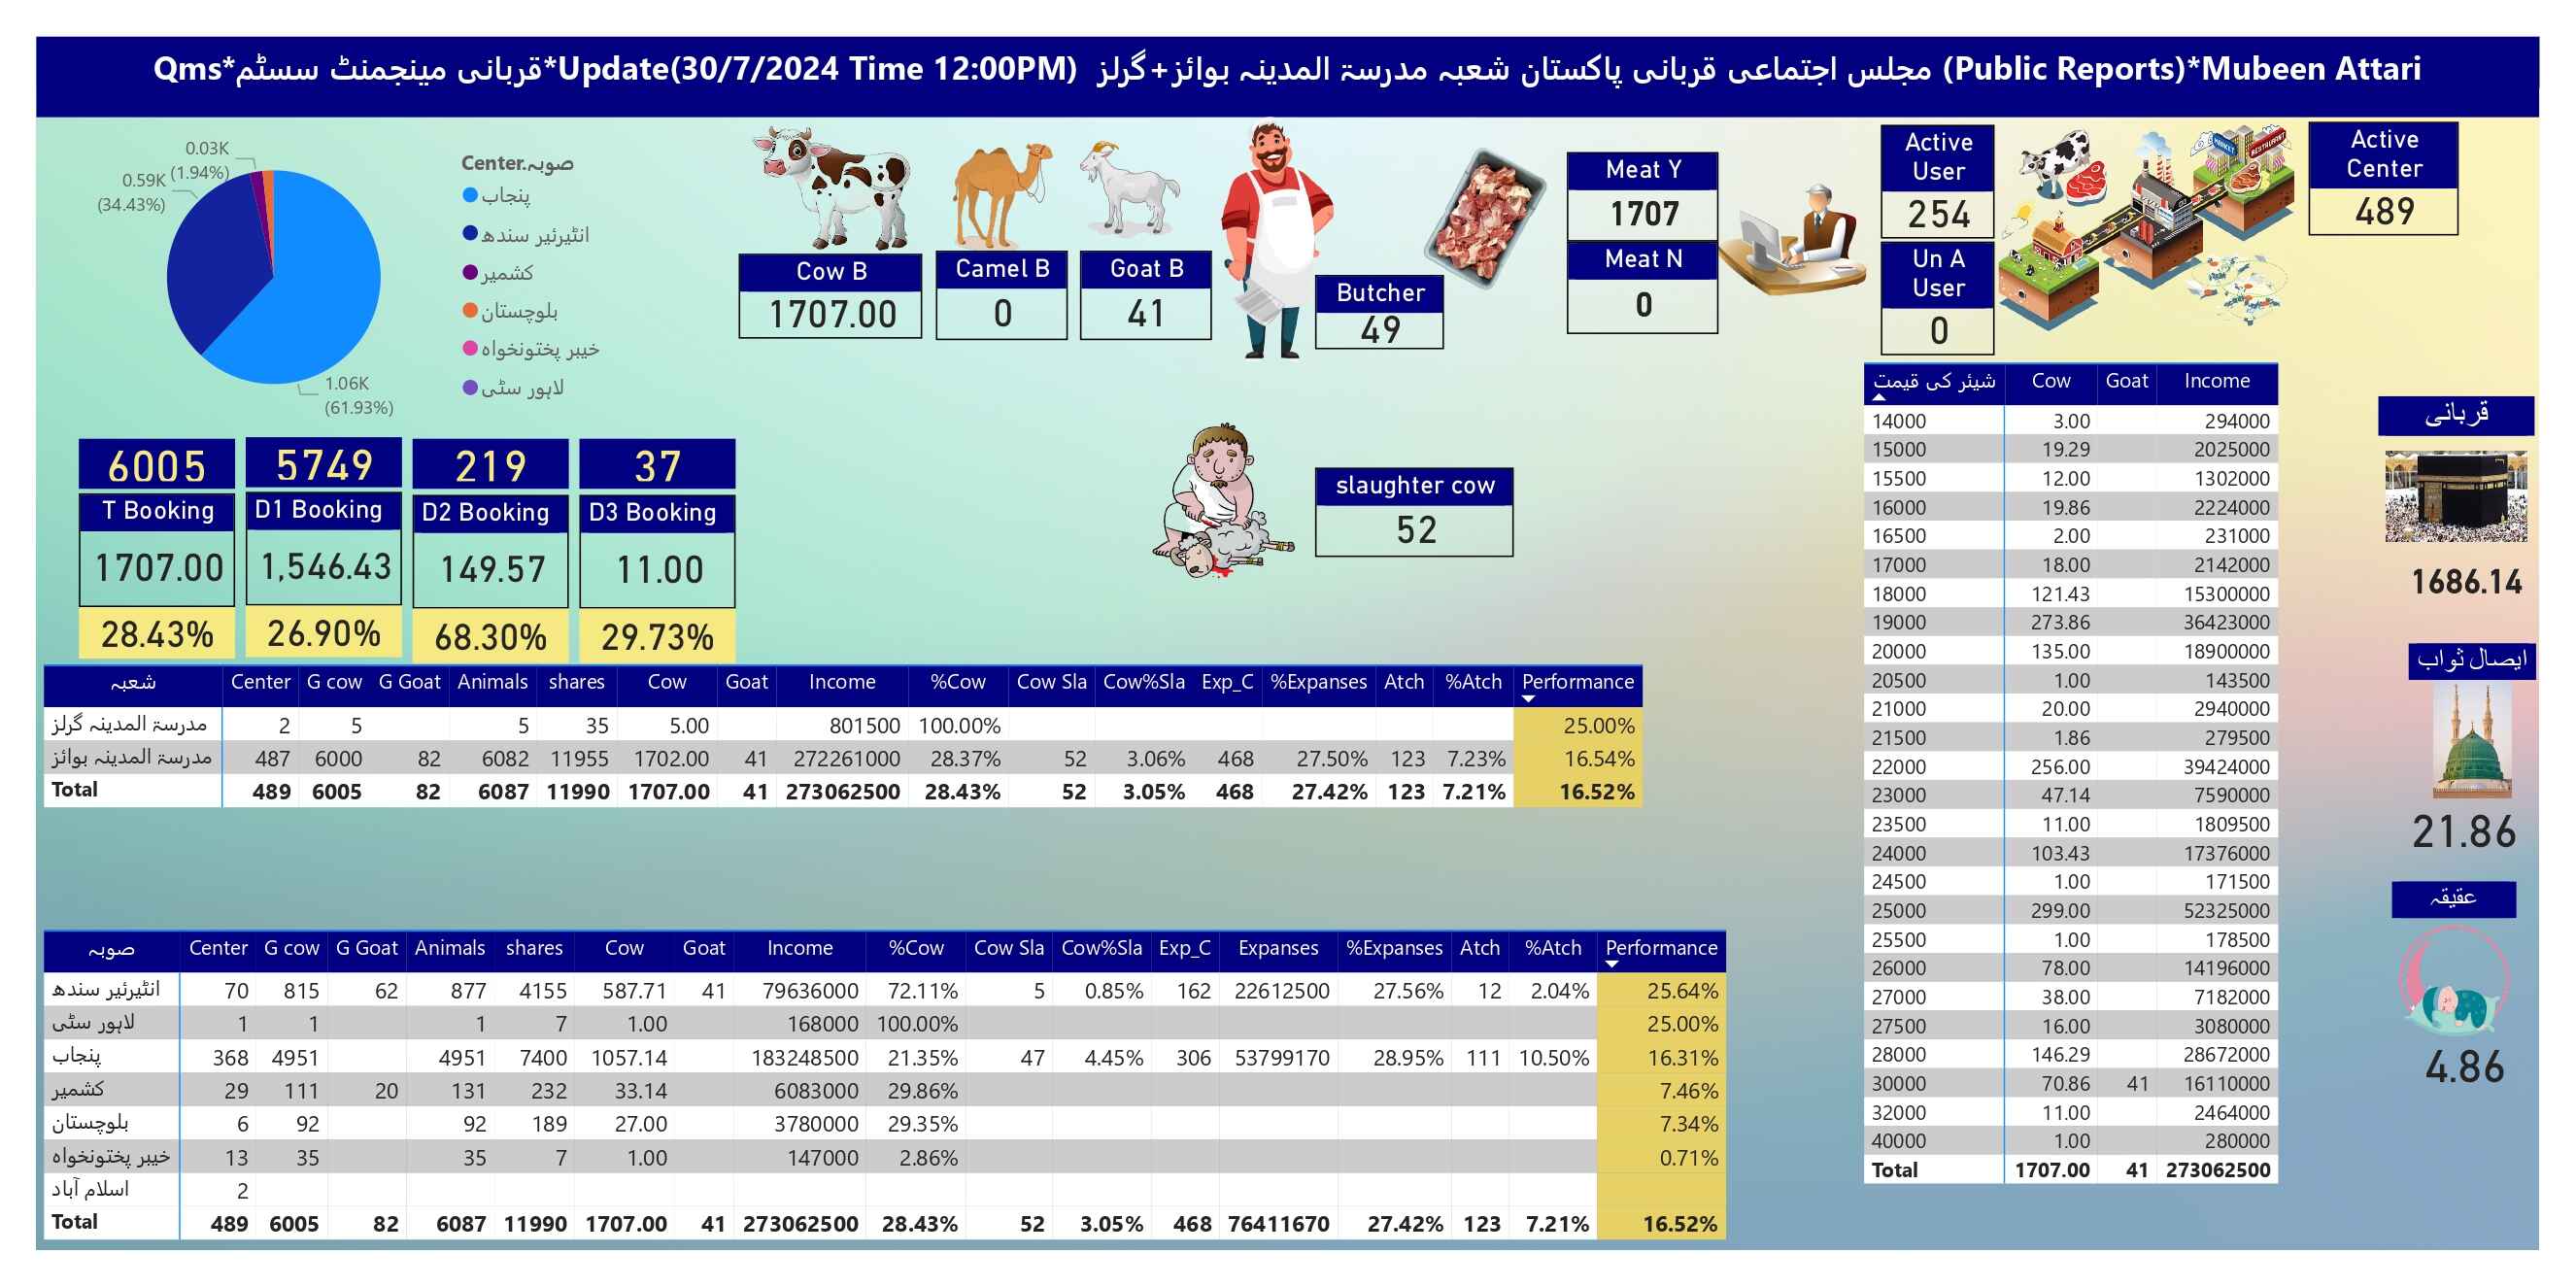 Qms*قربانی مینجمنٹ سسٹم*Update(30/7/2024 Time 12:00PM) مجلس اجتماعی قربانی پاکستان شعبہ مدرسۃ المدینہ بوائز+گرلز (Public Reports)*Mubeen Attari
0.03K
(1.94%)
0.59K
(34.43%)
1.06K
(61.93%)
Center.صوبہ
پنجاب
انٹیرئیر سندھ
کشمیر
بلوچستان
خیبر پختونخواہ
لاہور سٹی
Cow B
1707.00
Camel B
0
Goat B
41
Butcher
49
Meat Y
1707
Meat N
0
Active User
254
Un A User
0
MARKET
RESTAURANT
Active Center
489
6005
T Booking
1707.00
28.43%
5749
D1 Booking
1,546.43
26.90%
219
D2 Booking
149.57
68.30%
37
D3 Booking
11.00
29.73%
slaughter cow
52
شعبہ Center G cow G Goat Animals shares Cow Goat Income %Cow Cow Sla Cow%Sla Exp_C %Expanses Atch %Atch Performance
مدرسۃ المدینہ گرلز 2 5 5 35 5.00 801500 100.00% 25.00%
مدرسۃ المدینہ بوائز 487 6000 82 6082 11955 1702.00 41 272261000 28.37% 52 3.06% 468 27.50% 123 7.23% 16.54%
Total 489 6005 82 6087 11990 1707.00 41 273062500 28.43% 52 3.05% 468 27.42% 123 7.21% 16.52%
صوبہ Center G cow G Goat Animals shares Cow Goat Income %Cow Cow Sla Cow%Sla Exp_C Expanses %Expanses Atch %Atch Performance
انٹیرئیر سندھ 70 815 62 877 4155 587.71 41 79636000 72.11% 5 0.85% 162 22612500 27.56% 12 2.04% 25.64%
لاہور سٹی 1 1 1 7 1.00 168000 100.00% 25.00%
پنجاب 368 4951 4951 7400 1057.14 183248500 21.35% 47 4.45% 306 53799170 28.95% 111 10.50% 16.31%
کشمیر 29 111 20 131 232 33.14 6083000 29.86% 7.46%
بلوچستان 6 92 92 189 27.00 3780000 29.35% 7.34%
خیبر پختونخواہ 13 35 35 7 1.00 147000 2.86% 0.71%
اسلام آباد 2
Total 489 6005 82 6087 11990 1707.00 41 273062500 28.43% 52 3.05% 468 76411670 27.42% 123 7.21% 16.52%
شیئر کی قیمت Cow Goat Income
14000 3.00 294000
15000 19.29 2025000
15500 12.00 1302000
16000 19.86 2224000
16500 2.00 231000
17000 18.00 2142000
18000 121.43 15300000
19000 273.86 36423000
20000 135.00 18900000
20500 1.00 143500
21000 20.00 2940000
21500 1.86 279500
22000 256.00 39424000
23000 47.14 7590000
23500 11.00 1809500
24000 103.43 17376000
24500 1.00 171500
25000 299.00 52325000
25500 1.00 178500
26000 78.00 14196000
27000 38.00 7182000
27500 16.00 3080000
28000 146.29 28672000
30000 70.86 41 16110000
32000 11.00 2464000
40000 1.00 280000
Total 1707.00 41 273062500
قربانی
1686.14
ایصال ثواب
21.86
عقیقہ
4.86